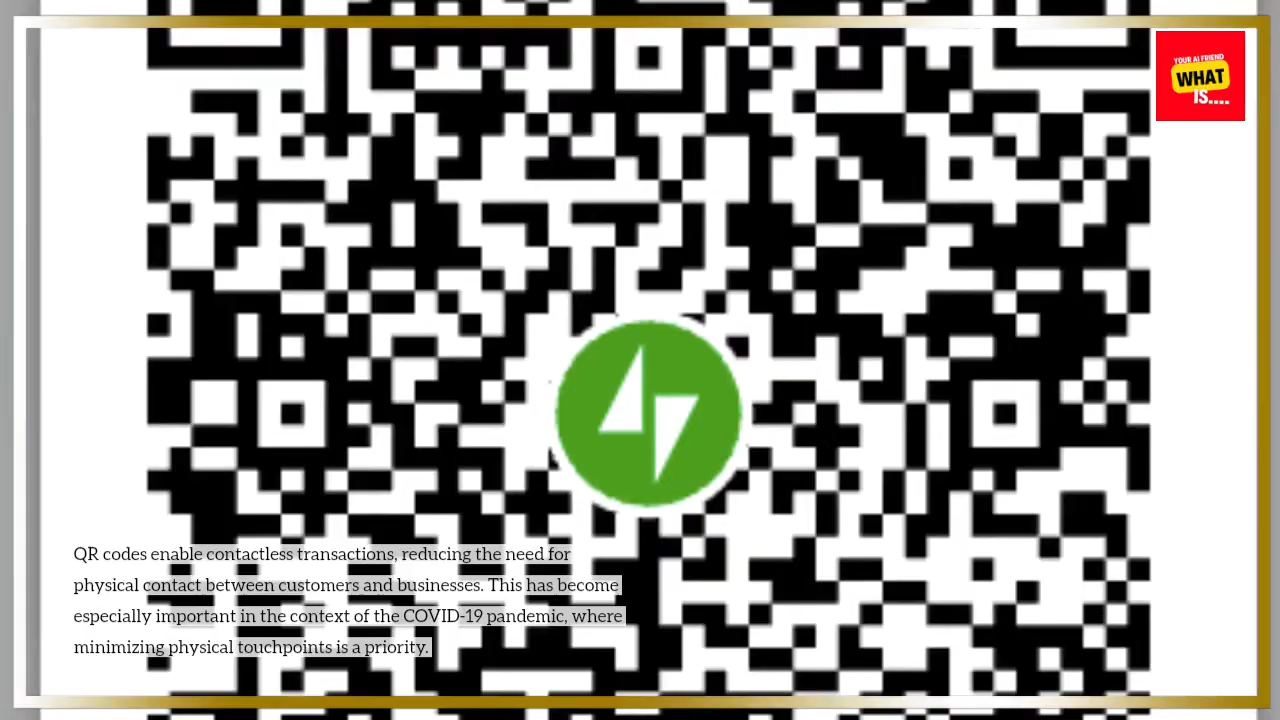 YOUR AI FRIEND
WHAT
IS....
QR codes enable contactless transactions, reducing the need for
physical contact between customers and businesses. This has become
especially important in the context of the COVID-19 pandemic, where
minimizing physical touchpoints is a priority.